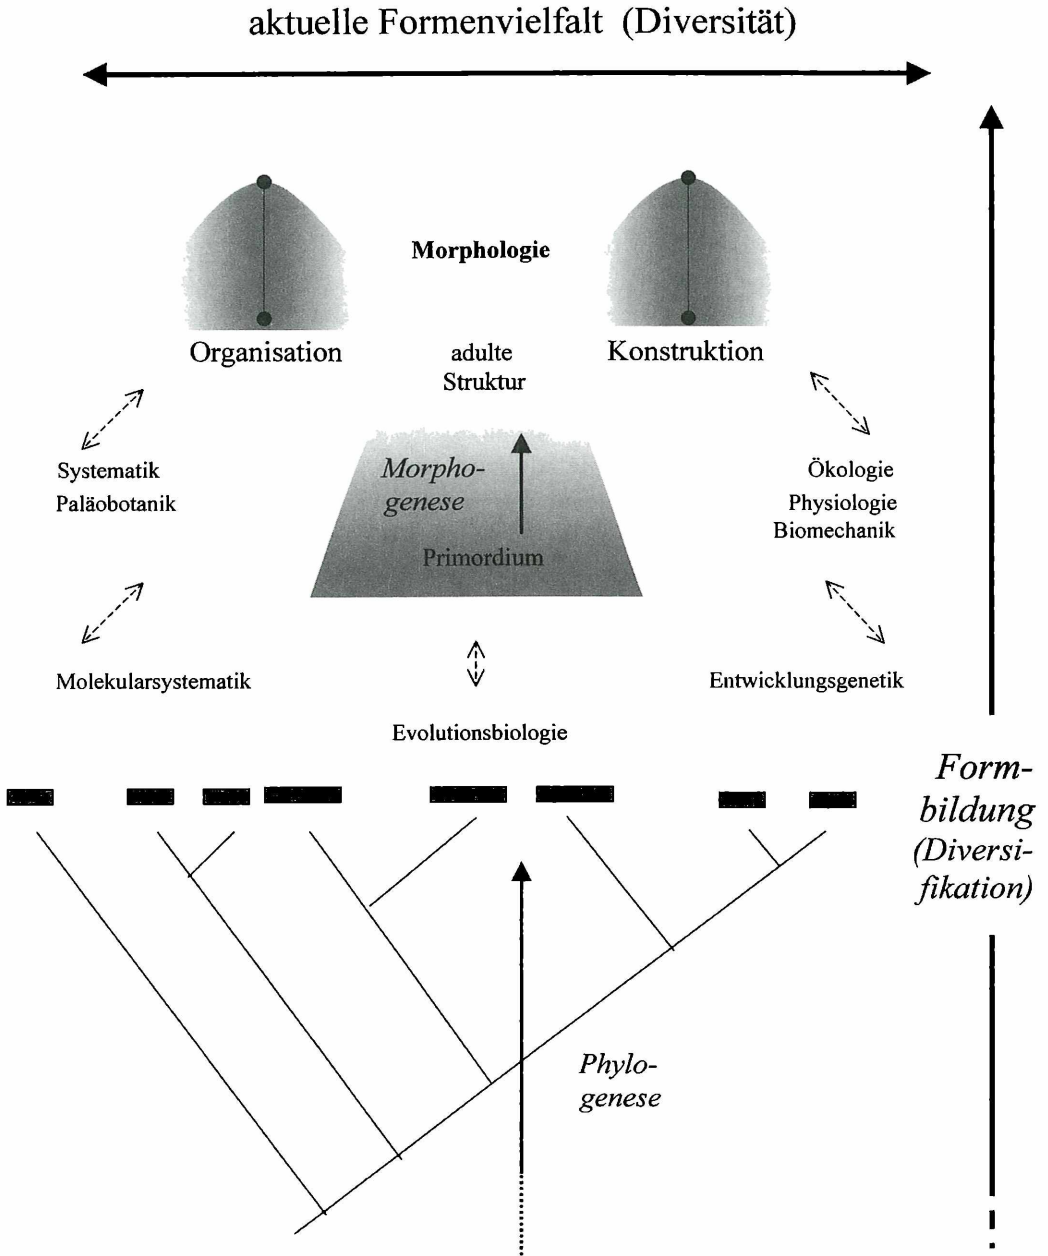 aktuelle Formenvielfalt (Diversität)
Morphologie
Organisation
adulte
Struktur
Konstruktion
Systematik
Paläobotanik
Morpho-
genese
Primordium
Ökologie
Physiologie
Biomechanik
Molekularsystematik
Entwicklungsgenetik
Evolutionsbiologie
Form-
bildung
(Diversi-
fikation)
Phylo-
genese